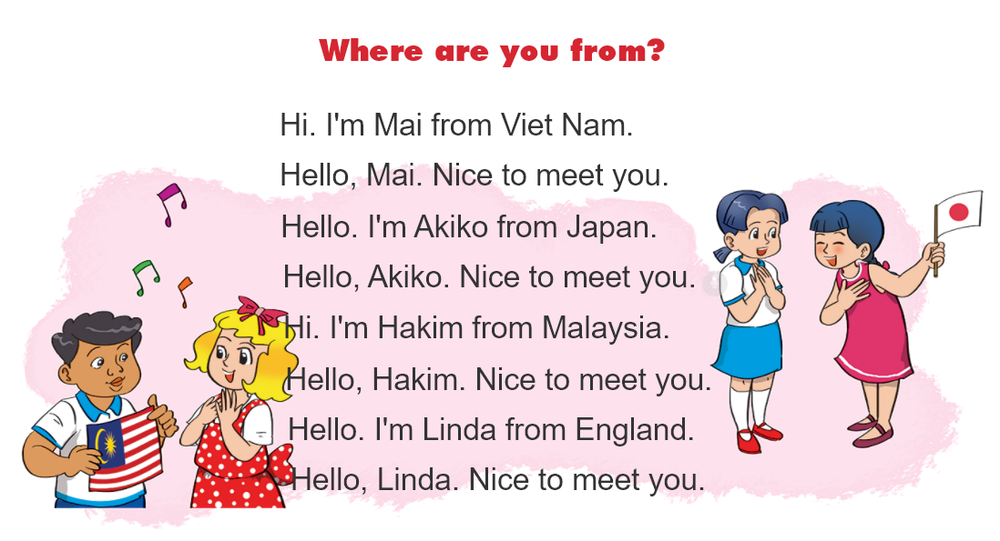 Where are you from?
Hi. I'm Mai from Viet Nam.
Hello, Mai. Nice to meet you.
Hello. I'm Akiko from Japan.
Hello, Akiko. Nice to meet you.
Hi. I'm Hakim from Malaysia.
Hello, Hakim. Nice to meet you.
Hello. I'm Linda from England.
Hello, Linda. Nice to meet you.